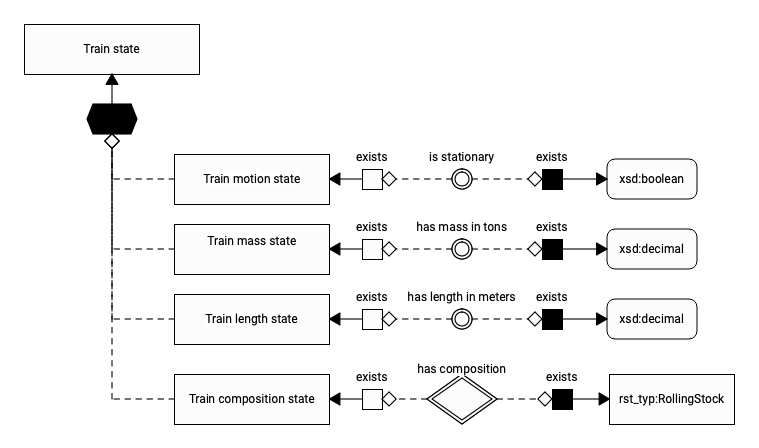 Train state
exists
is stationary
exists
Train motion state
xsd:boolean
exists
has mass in tons
exists
Train mass state
xsd:decimal
exists
has length in meters
exists
Train length state
xsd:decimal
exists
has composition
exists
Train composition state
rst_typ:RollingStock